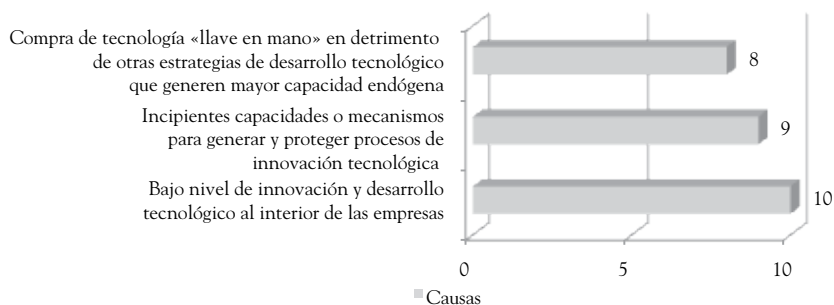 Compra de tecnología «llave en mano» en detrimento
de otras estrategias de desarrollo tecnológico
que generen mayor capacidad endógena
8
Incipientes capacidades o mecanismos
para generar y proteger procesos de
innovación tecnológica
9
Bajo nivel de innovación y desarrollo
tecnológico al interior de las empresas
10
0 5 10
Causas